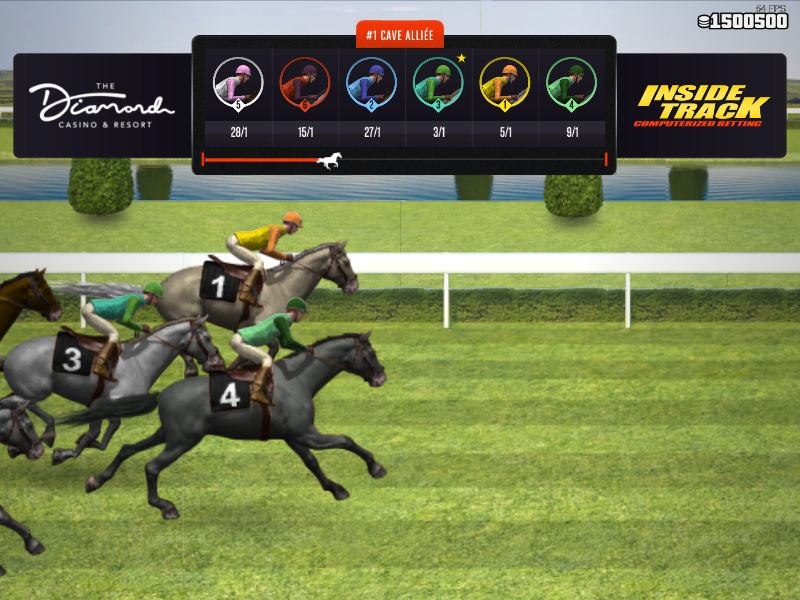 54 FPS
1500500
#1 CAVE ALLIÉE
THE
Diamond
CASINO & RESORT
5
6
2
3
1
4
28/1
15/1
27/1
3/1
5/1
9/1
INSIDE
TRACK
COMPUTERIZED BETTING
1
3
4